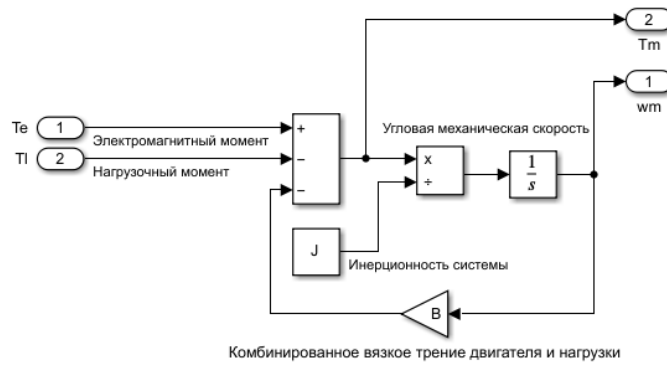 2
Tm
1
wm
Te
1
+
Электромагнитный момент
Tl
2
−
Нагрузочный момент
−
Угловая механическая скорость
x
÷
1
s
J
Инерционность системы
B
Комбинированное вязкое трение двигателя и нагрузки